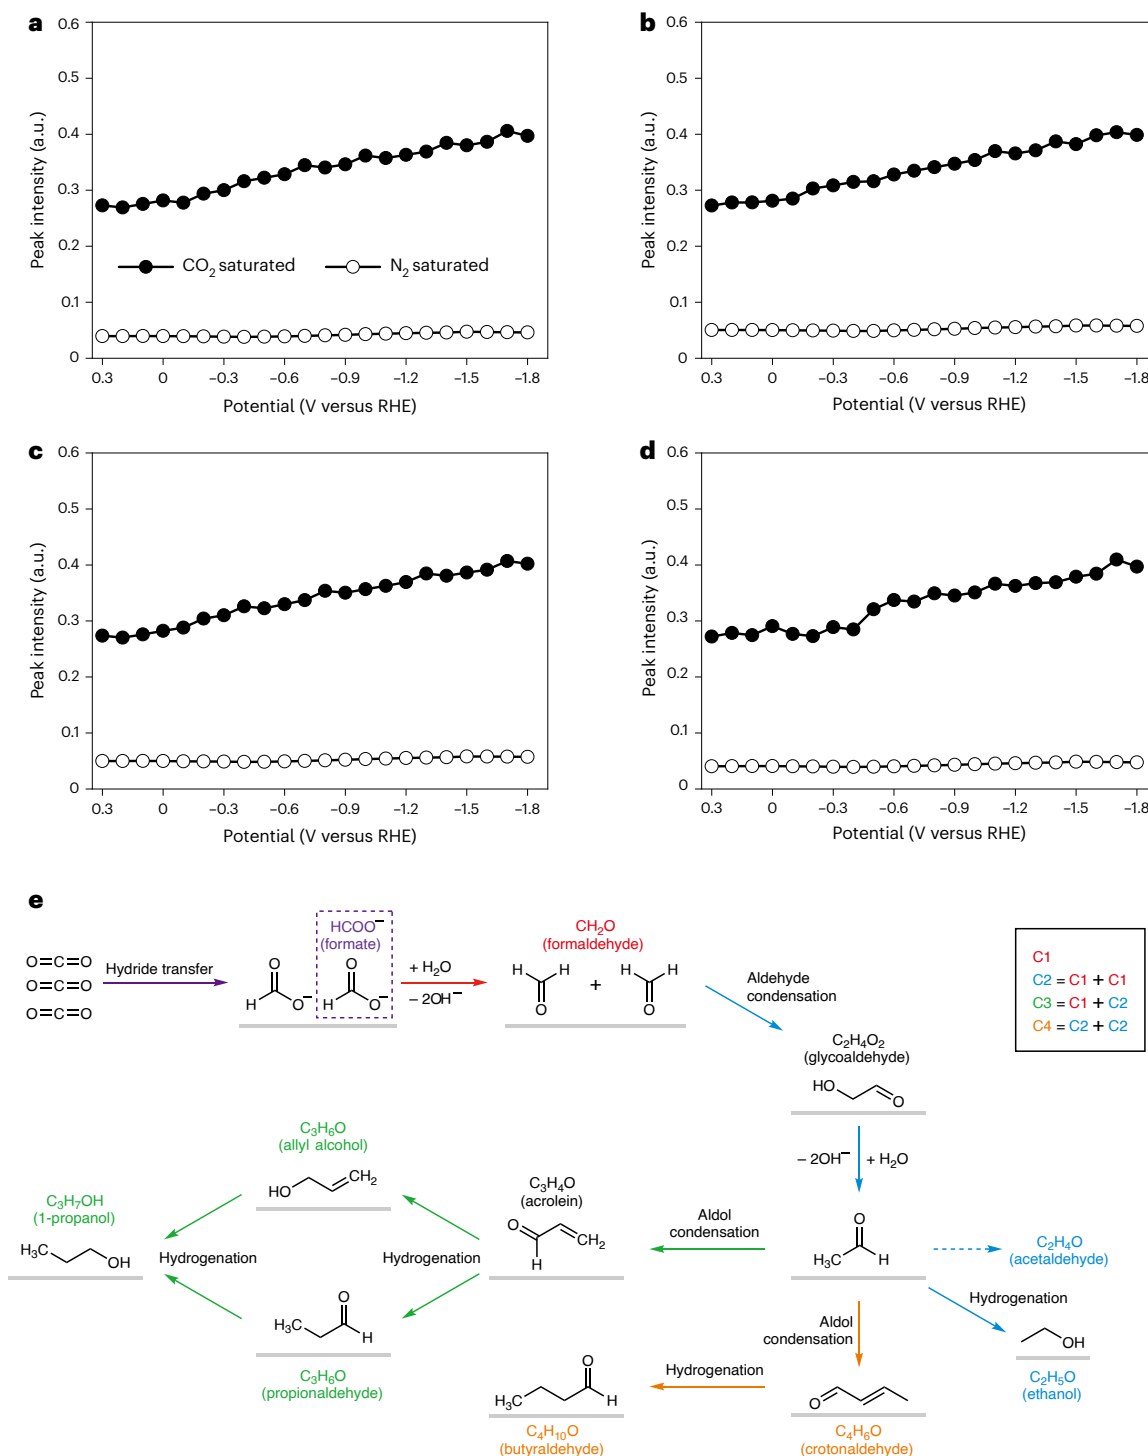 a
0.6
0.5
0.4
0.3
0.2
0.1
0
Peak intensity (a.u.)
CO2 saturated
N2 saturated
0.3 0 –0.3 –0.6 –0.9 –1.2 –1.5 –1.8
Potential (V versus RHE)
b
0.6
0.5
0.4
0.3
0.2
0.1
0
Peak intensity (a.u.)
0.3 0 –0.3 –0.6 –0.9 –1.2 –1.5 –1.8
Potential (V versus RHE)
c
0.6
0.5
0.4
0.3
0.2
0.1
0
Peak intensity (a.u.)
0.3 0 –0.3 –0.6 –0.9 –1.2 –1.5 –1.8
Potential (V versus RHE)
d
0.6
0.5
0.4
0.3
0.2
0.1
0
Peak intensity (a.u.)
0.3 0 –0.3 –0.6 –0.9 –1.2 –1.5 –1.8
Potential (V versus RHE)
e
O=C=O
O=C=O
O=C=O
Hydride transfer
O
H O–
HCOO–
(formate)
O
H O–
+ H2O
– 2OH–
CH2O
(formaldehyde)
H H
O
+
H H
O
Aldehyde
condensation
C1
C2 = C1 + C1
C3 = C1 + C2
C4 = C2 + C2
C2H4O2
(glycoaldehyde)
HO
O
– 2OH– + H2O
O
H3C H
C2H4O
(acetaldehyde)
Hydrogenation
OH
C2H5O
(ethanol)
Aldol
condensation
C3H4O
(acrolein)
O
H
CH2
Hydrogenation
C3H6O
(allyl alcohol)
HO
CH2
O
H3C H
C3H6O
(propionaldehyde)
Hydrogenation
C3H7OH
(1-propanol)
H3C
OH
Aldol
condensation
O
C4H6O
(crotonaldehyde)
Hydrogenation
O
H3C H
C4H10O
(butyraldehyde)